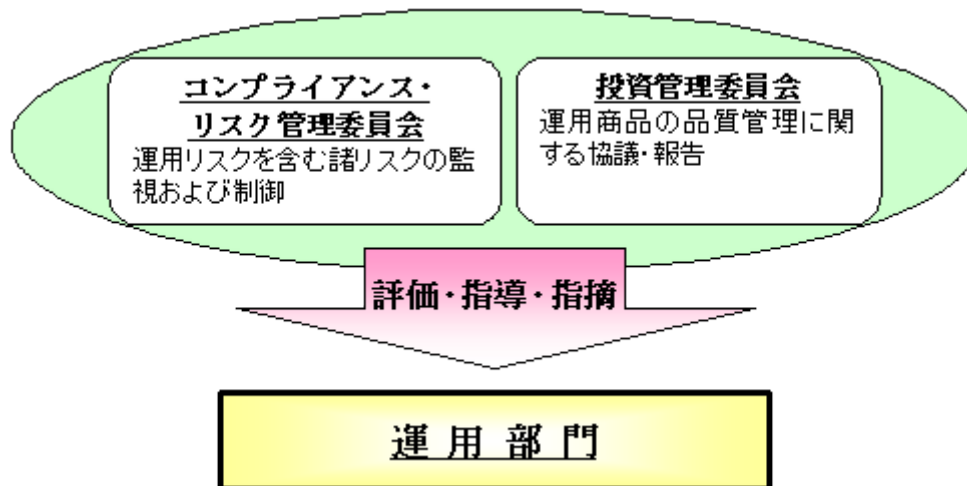 コンプライアンス・
リスク管理委員会
運用リスクを含む諸リスクの監
視および制御
投資管理委員会
運用商品の品質管理に関
する協議・報告
評価・指導・指摘
運用部門